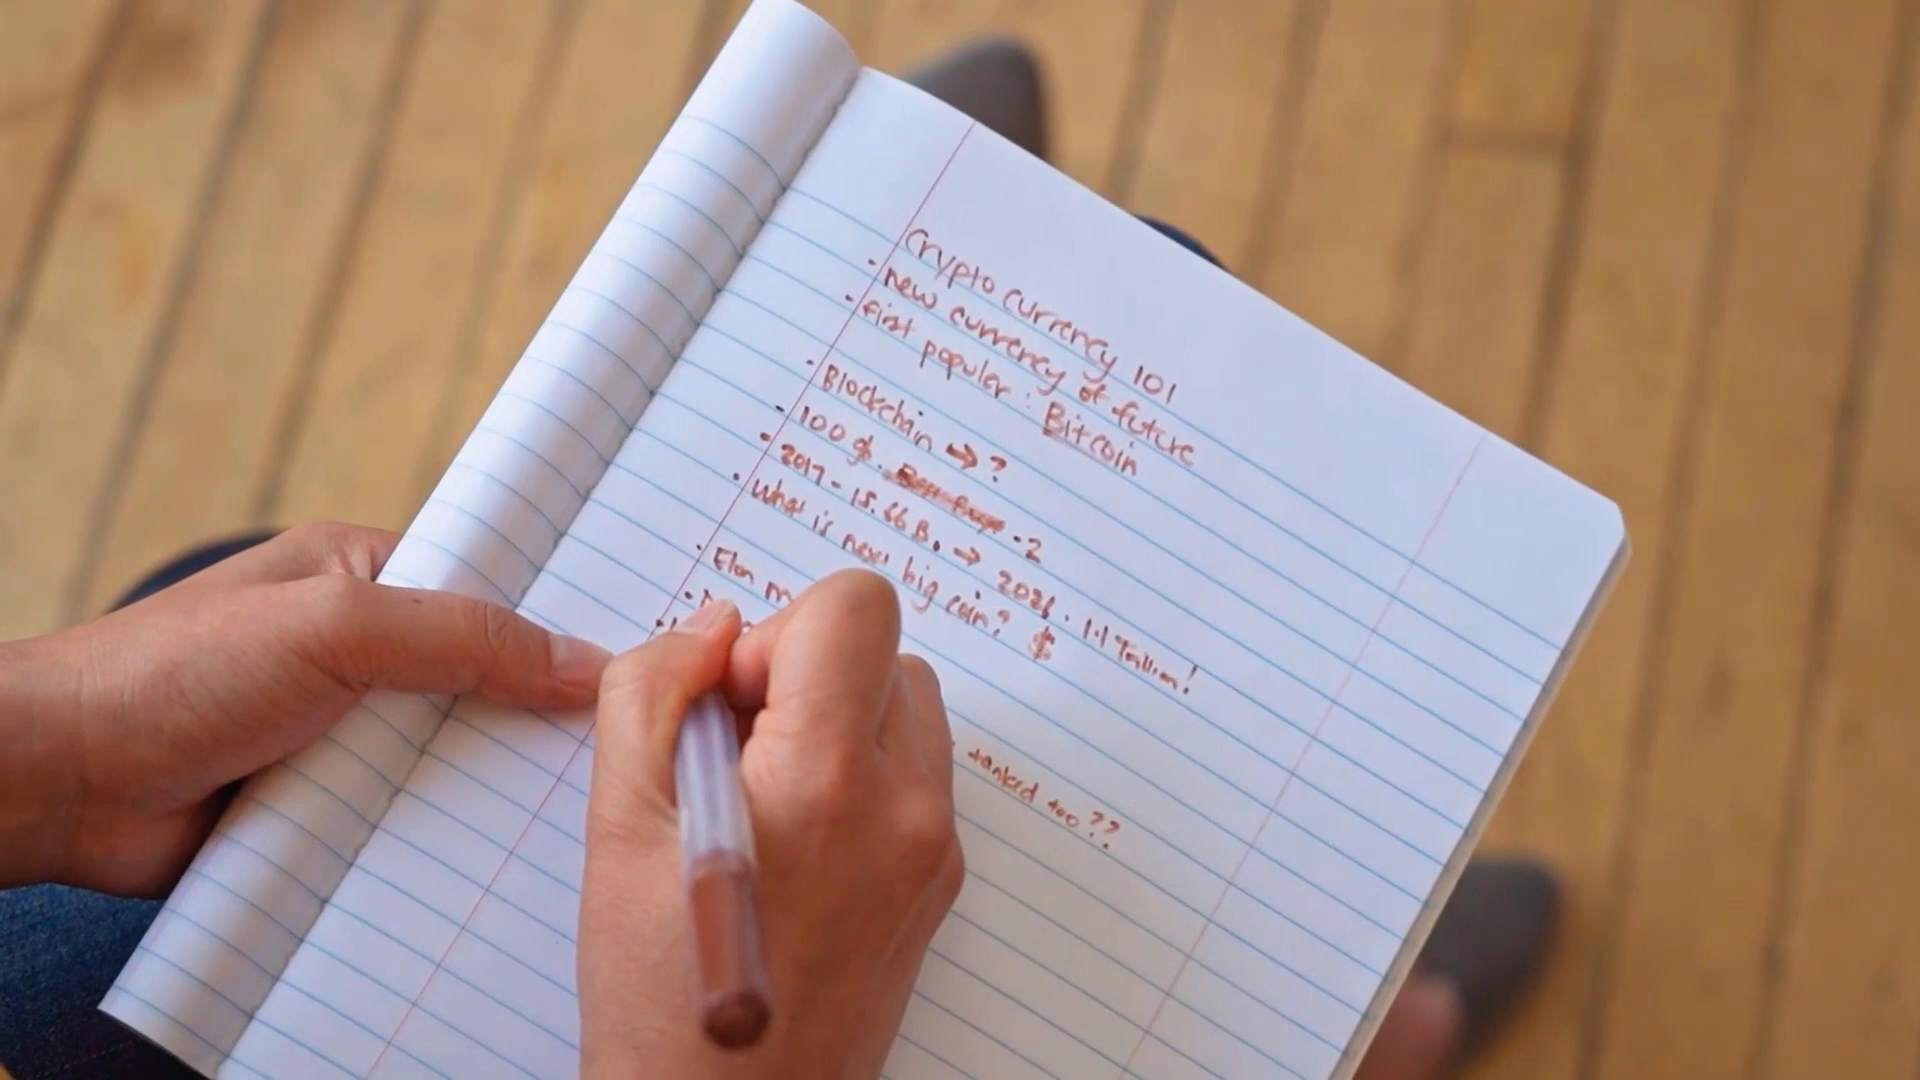 Crypto currency 101
· new currency of future
· first popular : Bitcoin
· Blockchain → ?
· 100 $. · 2
· 2017 - 15.66 B. → 2021 · 1.1 Trillion!
· What is next big coin? $
· Elon m
tanked too ??